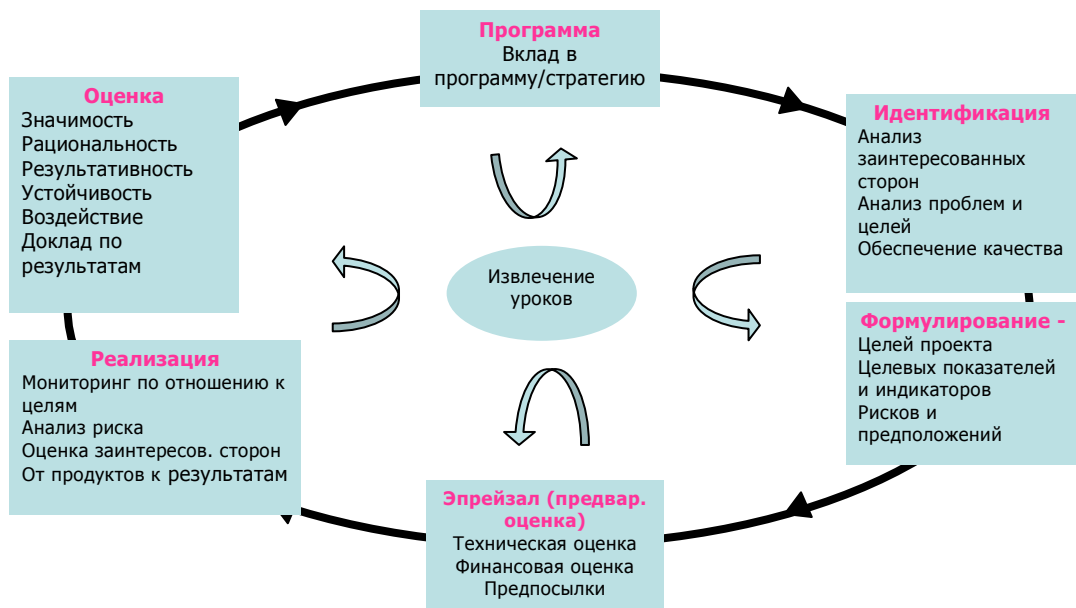 Программа
Вклад в
программу/стратегию
Оценка
Значимость
Рациональность
Результативность
Устойчивость
Воздействие
Доклад по
результатам
Идентификация
Анализ
заинтересованных
сторон
Анализ проблем и
целей
Обеспечение качества
Извлечение
уроков
Формулирование -
Целей проекта
Целевых показателей
и индикаторов
Рисков и
предположений
Реализация
Мониторинг по отношению к
целям
Анализ риска
Оценка заинтересов. сторон
От продуктов к результатам
Эпрейзал (предвар.
оценка)
Техническая оценка
Финансовая оценка
Предпосылки